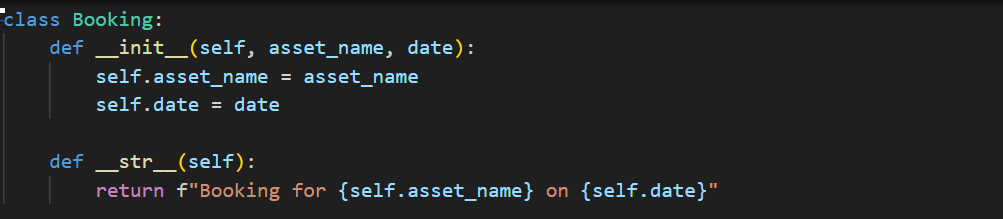 class Booking:
    def __init__(self, asset_name, date):
        self.asset_name = asset_name
        self.date = date

    def __str__(self):
        return f"Booking for {self.asset_name} on {self.date}"